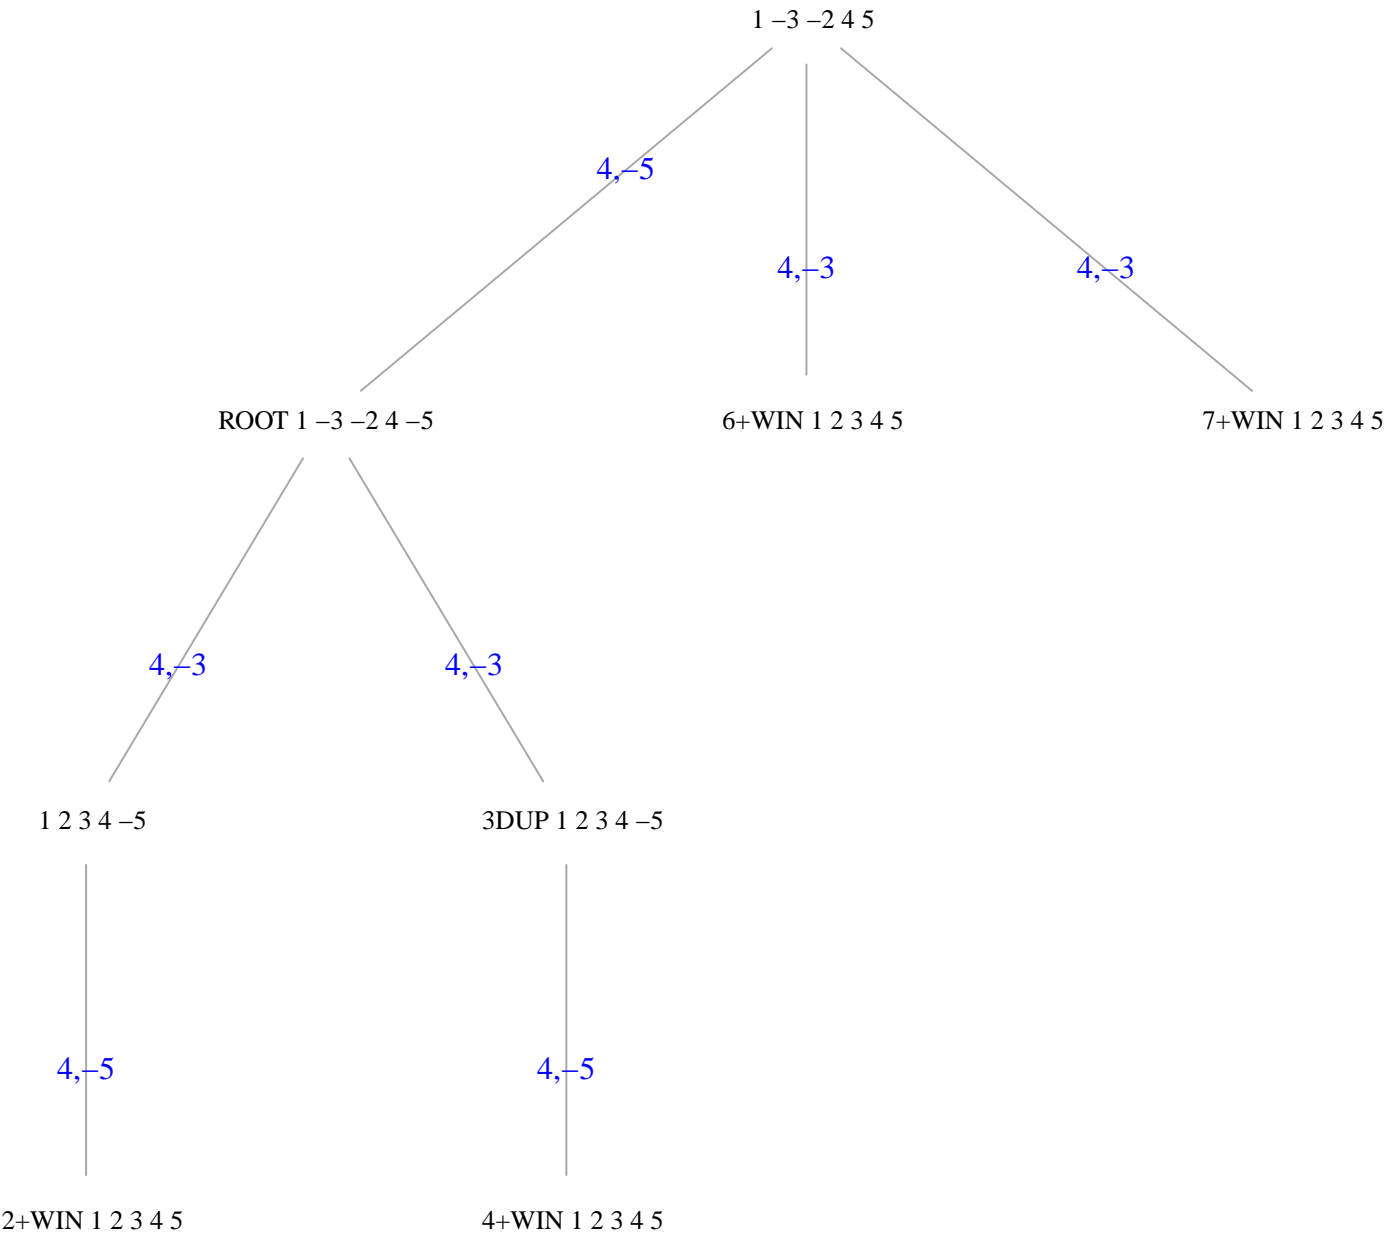 1 –3 –2 4 5
4,–5
4,–3
4,–3
ROOT 1 –3 –2 4 –5
6+WIN 1 2 3 4 5
7+WIN 1 2 3 4 5
4,–3
4,–3
1 2 3 4 –5
3DUP 1 2 3 4 –5
4,–5
4,–5
2+WIN 1 2 3 4 5
4+WIN 1 2 3 4 5